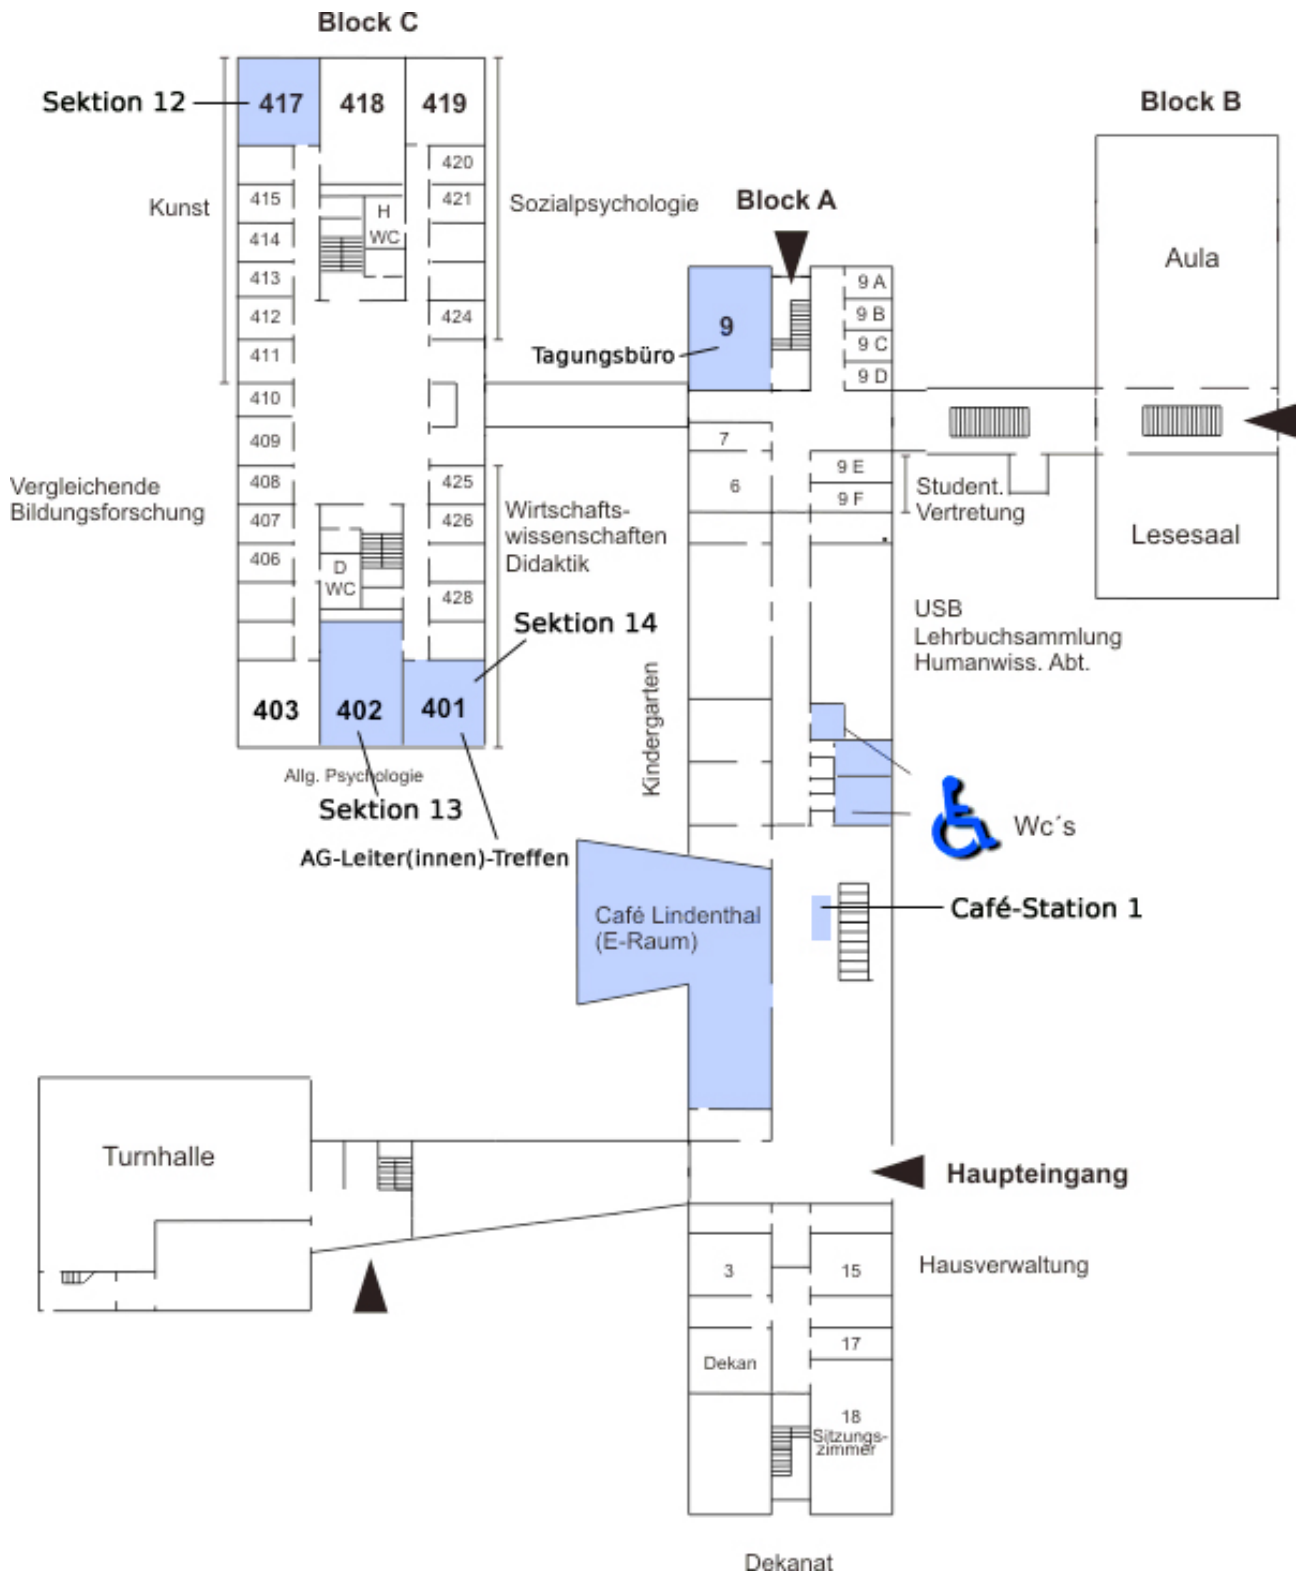 Block C
417
418
419
Sektion 12
Block B
420
415
421
Kunst
H
WC
Sozialpsychologie
Block A
414
Aula
413
9 A
412
424
9 B
9
9 C
411
Tagungsbüro
9 D
410
409
7
408
425
9 E
Vergleichende
Bildungsforschung
6
9 F
Student.
Vertretung
407
426
Wirtschafts-
wissenschaften
Didaktik
Lesesaal
406
D
WC
428
Sektion 14
USB
Lehrbuchsammlung
Humanwiss. Abt.
403
402
401
Kindergarten
Allg. Psychologie
Sektion 13
Wc´s
AG-Leiter(innen)-Treffen
Café Lindenthal
(E-Raum)
Café-Station 1
Turnhalle
Haupteingang
3
15
Hausverwaltung
17
Dekan
18
Sitzungs-
zimmer
Dekanat